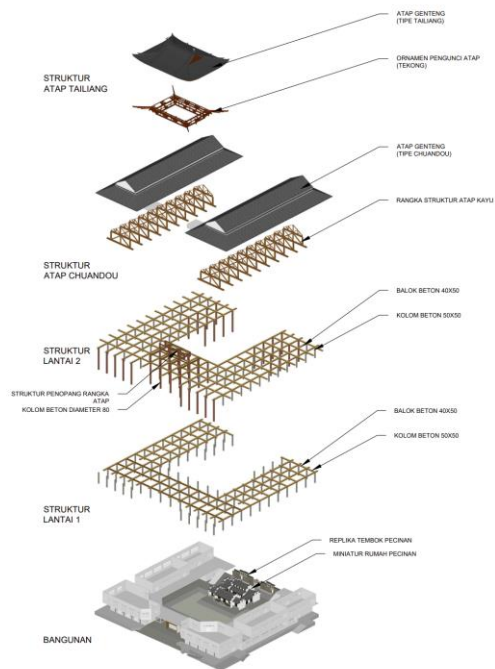 ATAP GENTENG
(TIPE TAILIANG)
STRUKTUR
ATAP TAILIANG
ORNAMEN PENGUNCI ATAP
(TEKONG)
ATAP GENTENG
(TIPE CHUANDOU)
RANGKA STRUKTUR ATAP KAYU
STRUKTUR
ATAP CHUANDOU
BALOK BETON 40X50
KOLOM BETON 50X50
STRUKTUR
LANTAI 2
STRUKTUR PENOPANG RANGKA
ATAP
KOLOM BETON DIAMETER 80
BALOK BETON 40X50
KOLOM BETON 50X50
STRUKTUR
LANTAI 1
REPLIKA TEMBOK PECINAN
MINIATUR RUMAH PECINAN
BANGUNAN